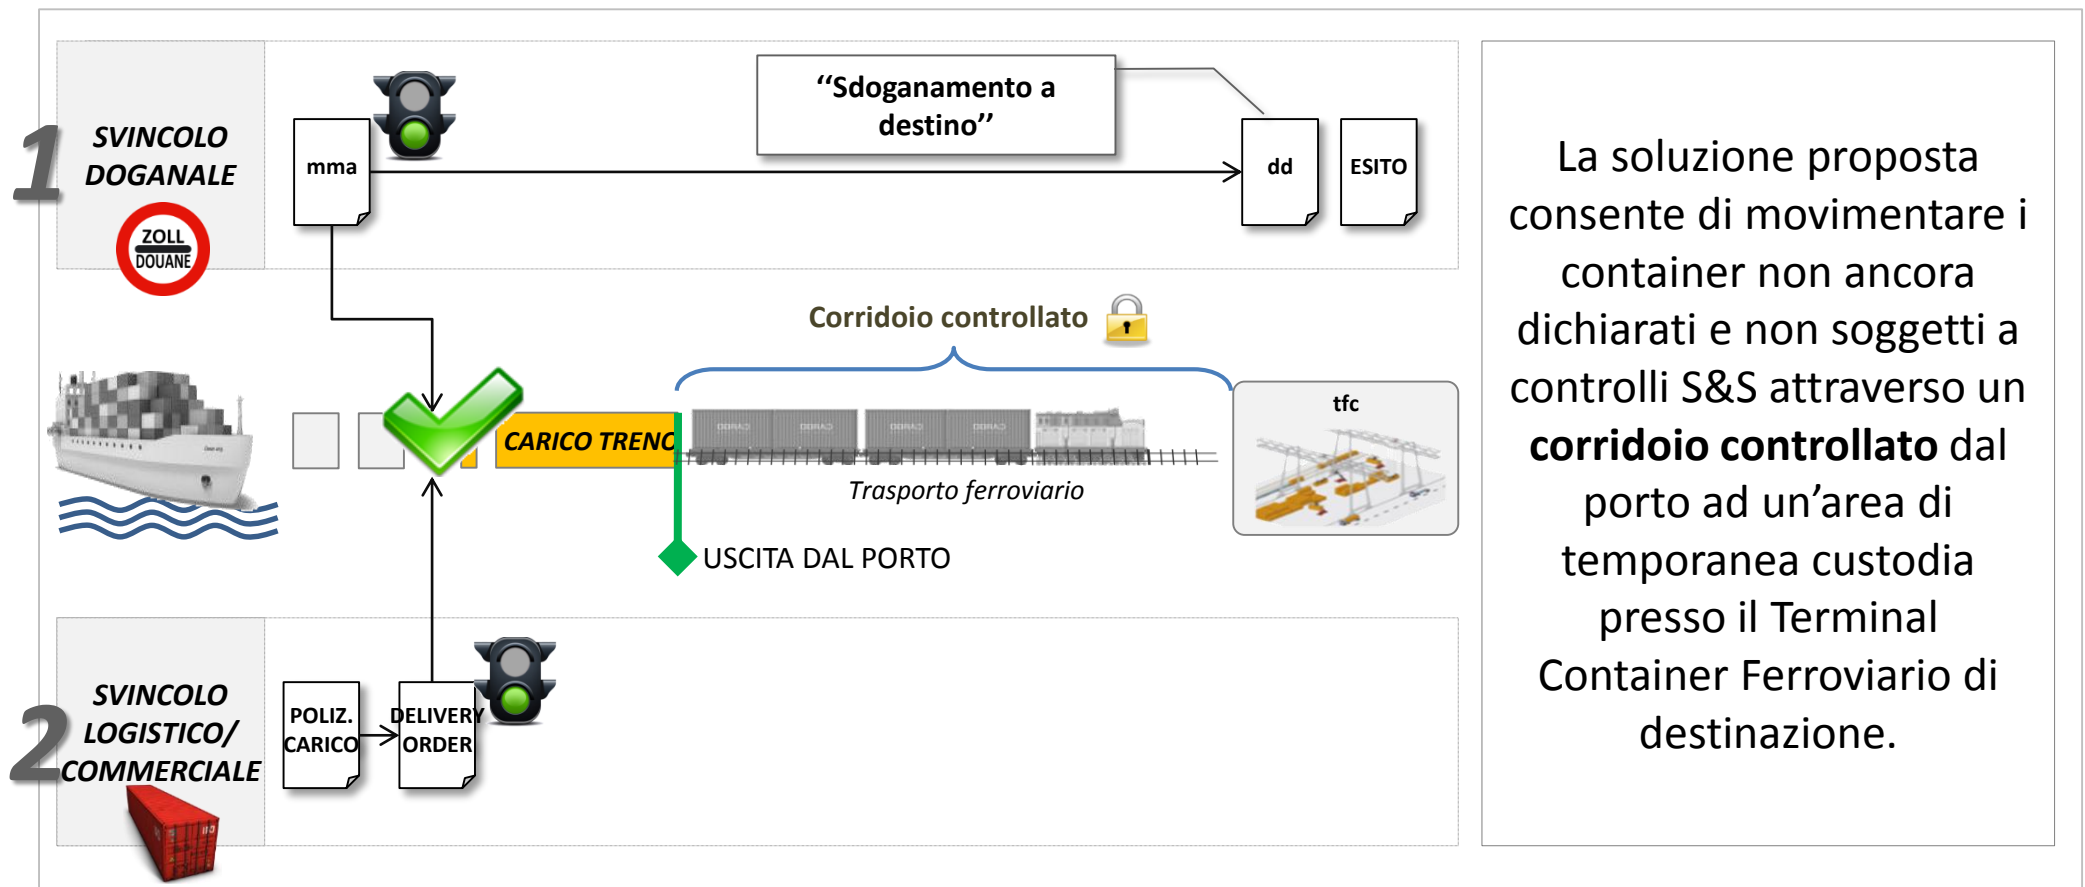 1
SVINCOLO
DOGANALE
ZOLL
DOUANE
mma
‘‘Sdoganamento a
destino’’
dd
ESITO
Corridoio controllato
CARICO TRENO
Trasporto ferroviario
tfc
USCITA DAL PORTO
2
SVINCOLO
LOGISTICO/
COMMERCIALE
POLIZ.
CARICO
DELIVERY
ORDER
La soluzione proposta
consente di movimentare i
container non ancora
dichiarati e non soggetti a
controlli S&S attraverso un
corridoio controllato dal
porto ad un’area di
temporanea custodia
presso il Terminal
Container Ferroviario di
destinazione.